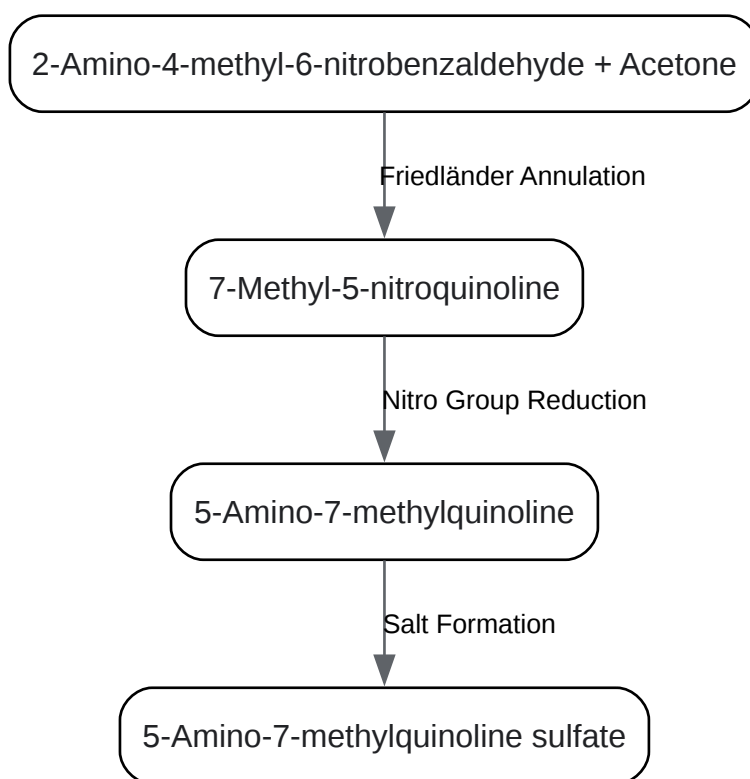 2-Amino-4-methyl-6-nitrobenzaldehyde + Acetone
Friedländer Annulation
7-Methyl-5-nitroquinoline
Nitro Group Reduction
5-Amino-7-methylquinoline
Salt Formation
5-Amino-7-methylquinoline sulfate